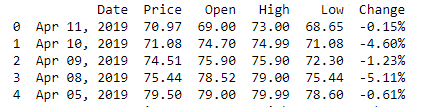 Date Price Open High Low Change
0 Apr 11, 2019 70.97 69.00 73.00 68.65 -0.15%
1 Apr 10, 2019 71.08 74.70 74.99 71.08 -4.60%
2 Apr 09, 2019 74.51 75.90 75.90 72.30 -1.23%
3 Apr 08, 2019 75.44 78.52 79.00 75.44 -5.11%
4 Apr 05, 2019 79.50 79.00 79.99 78.60 -0.61%